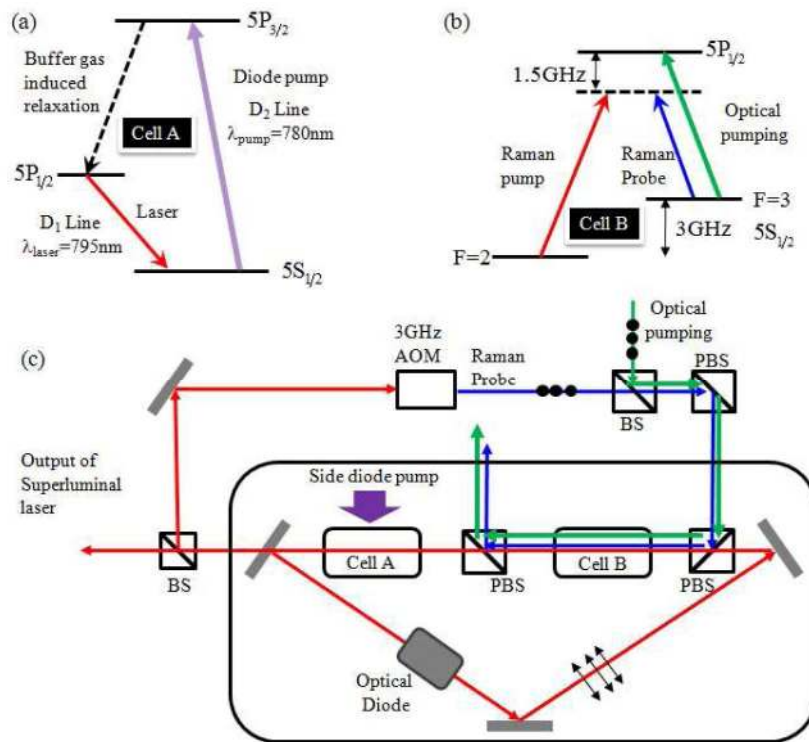 (a)
5P3/2
Buffer gas
induced
relaxation
Diode pump
D2 Line
λpump=780nm
Cell A
5P1/2
D1 Line
λlaser=795nm
Laser
5S1/2
(b)
5P1/2
1.5GHz
Optical
pumping
Raman
pump
Raman
Probe
Cell B
F=3
3GHz
5S1/2
F=2
(c)
3GHz
AOM
Raman
Probe
Optical
pumping
PBS
BS
Output of
Superluminal
laser
Side diode pump
Cell A
Cell B
BS
PBS
PBS
Optical
Diode